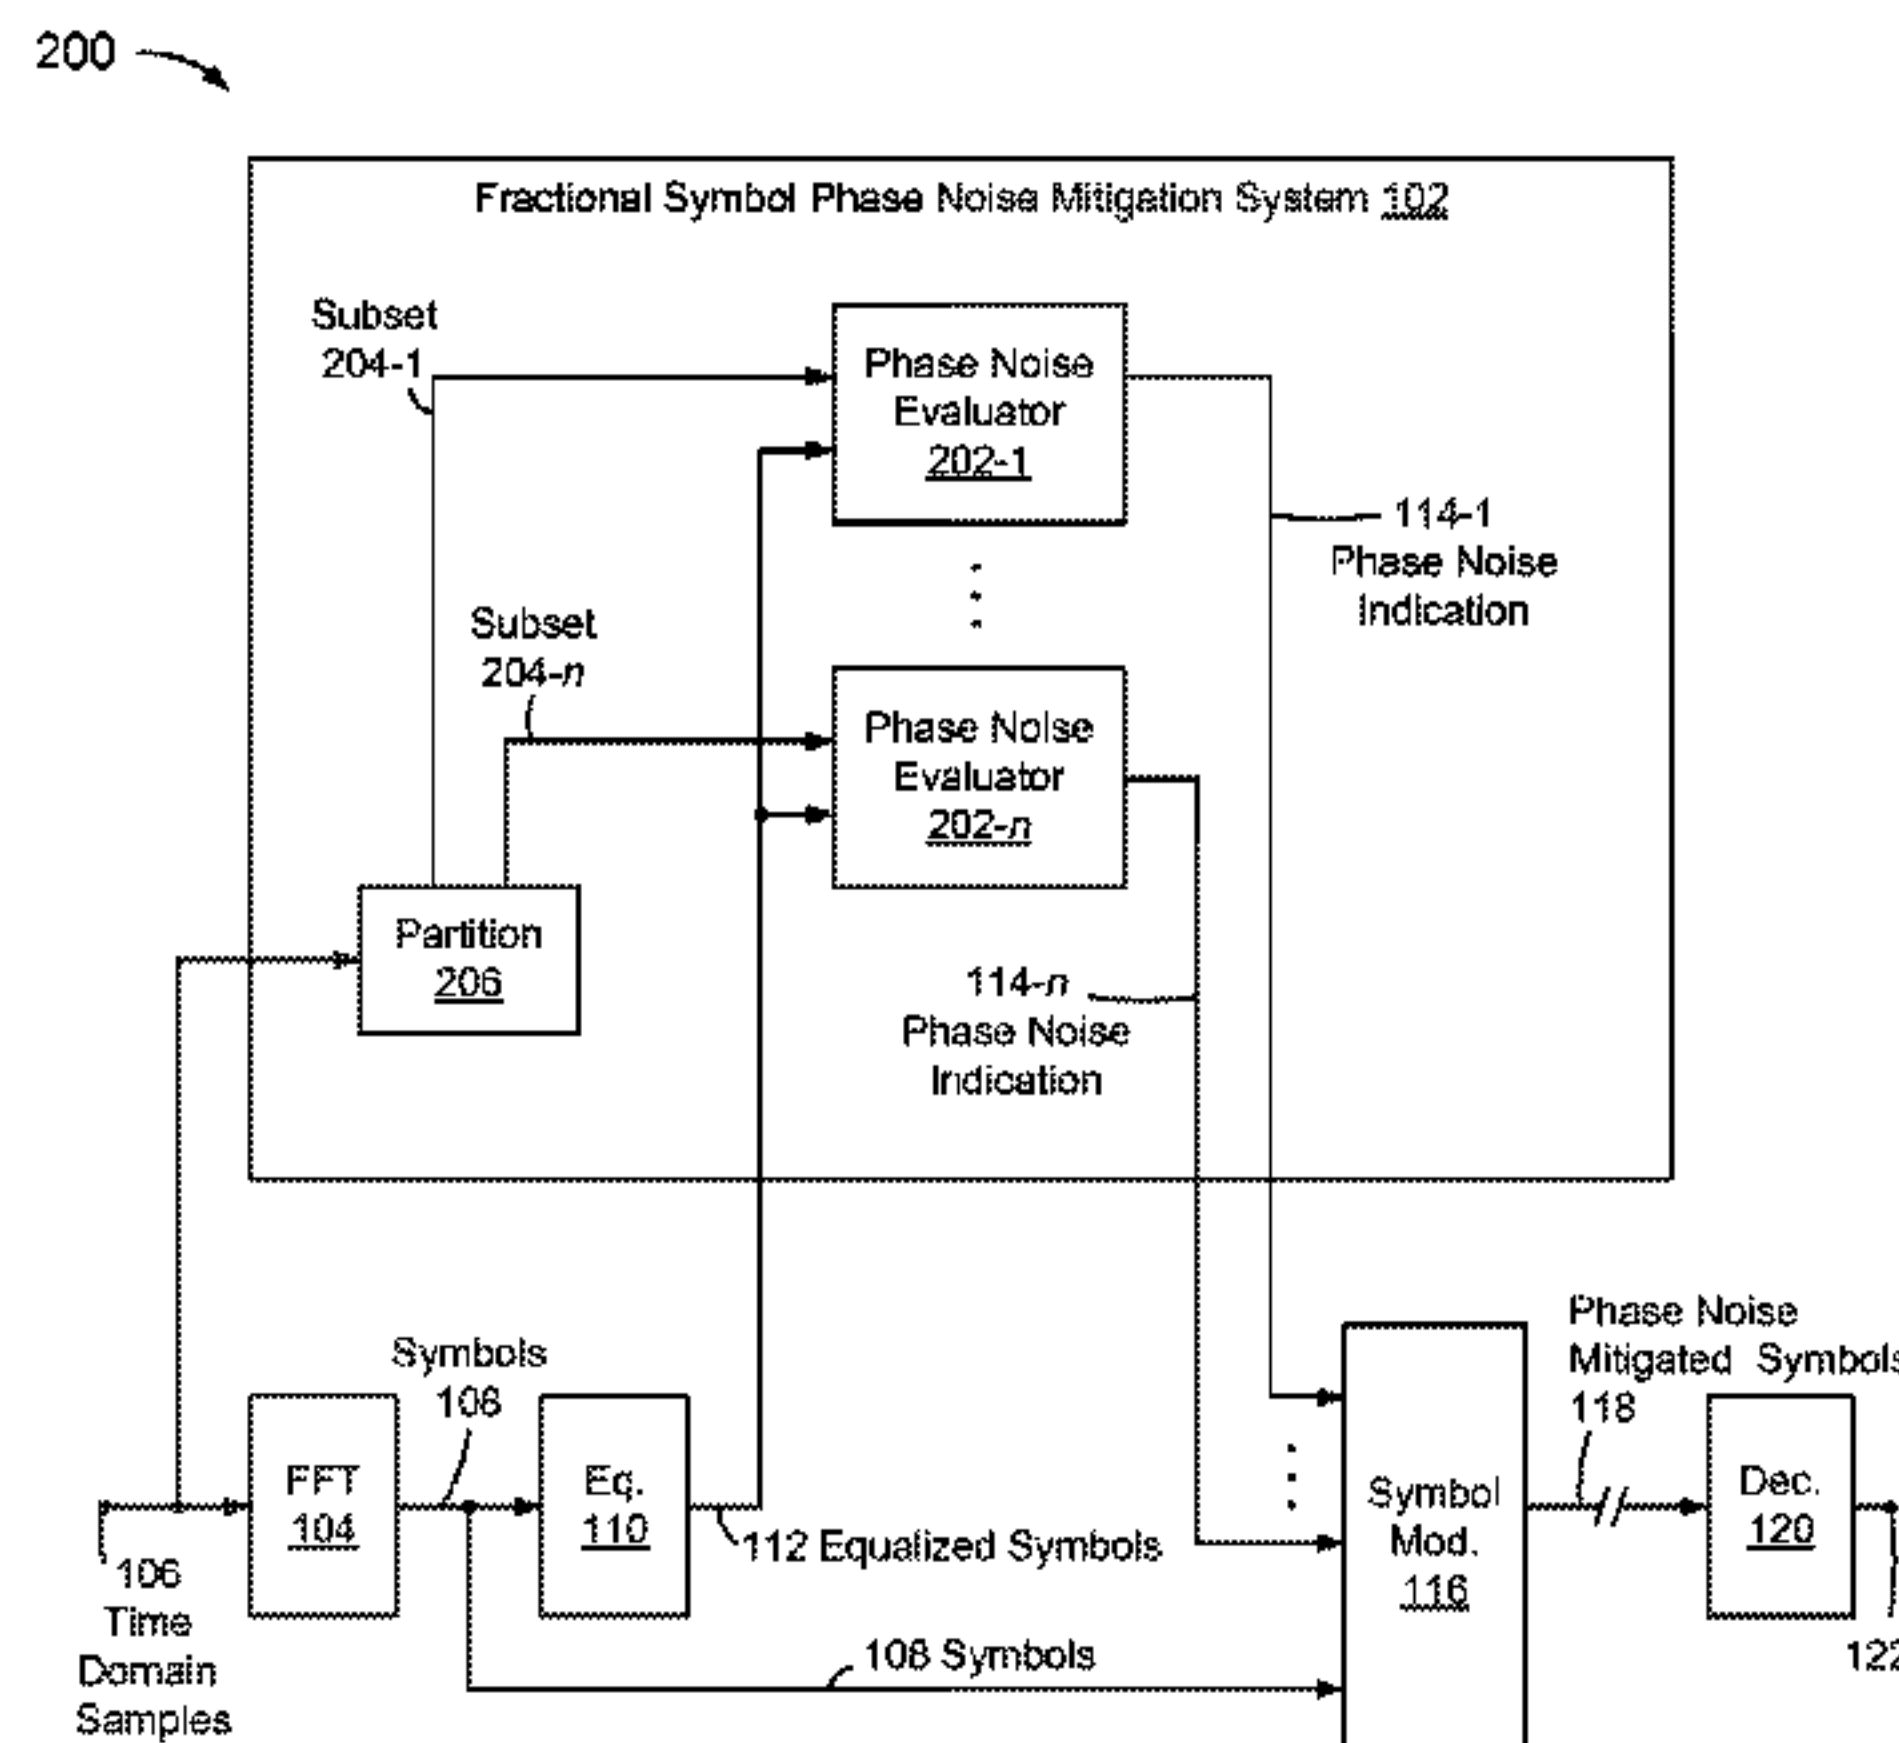 200
Fractional Symbol Phase Noise Mitigation System 102
Subset
204-1
Phase Noise
Evaluator
202-1
114-1
Phase Noise
Indication
Subset
204-n
Phase Noise
Evaluator
202-n
Partition
206
114-n
Phase Noise
Indication
Phase Noise
Mitigated Symbols
118
Symbols
108
FFT
104
Eq.
110
112 Equalized Symbols
Symbol
Mod.
116
Dec.
120
106
Time
Domain
Samples
108 Symbols
122